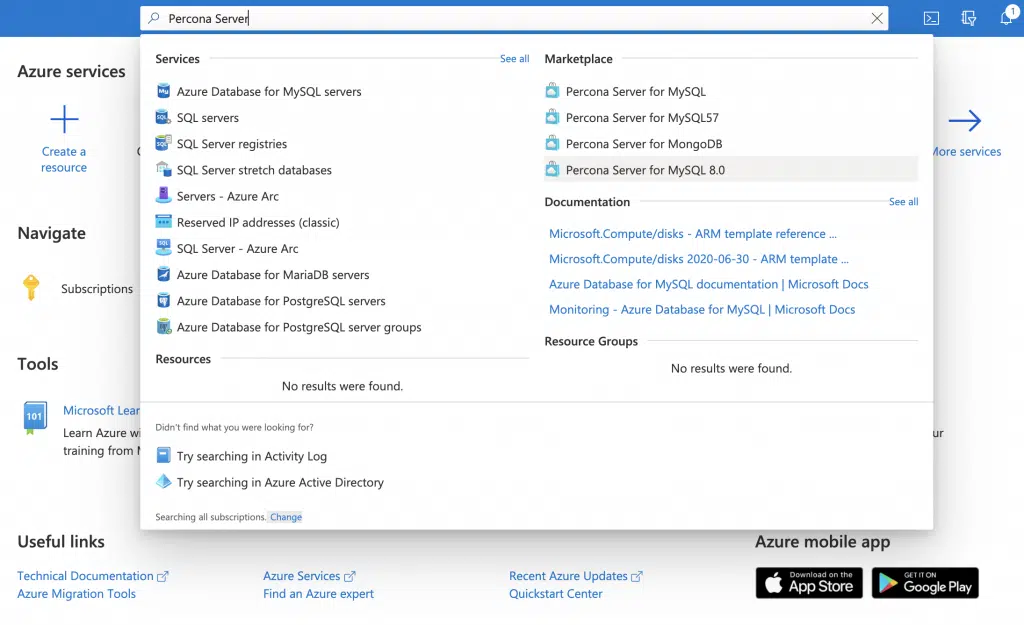 Percona Server
1
Azure services
Create a
resource
More services
Navigate
Subscriptions
Tools
101
Microsoft Lear
Learn Azure wi
training from M
ur
Services
See all
Azure Database for MySQL servers
SQL servers
SQL Server registries
SQL Server stretch databases
Servers - Azure Arc
Reserved IP addresses (classic)
SQL Server - Azure Arc
Azure Database for MariaDB servers
Azure Database for PostgreSQL servers
Azure Database for PostgreSQL server groups
Resources
No results were found.
Marketplace
Percona Server for MySQL
Percona Server for MySQL57
Percona Server for MongoDB
Percona Server for MySQL 8.0
Documentation
See all
Microsoft.Compute/disks - ARM template reference ...
Microsoft.Compute/disks 2020-06-30 - ARM template ...
Azure Database for MySQL documentation | Microsoft Docs
Monitoring - Azure Database for MySQL | Microsoft Docs
Resource Groups
No results were found.
Didn't find what you were looking for?
Try searching in Activity Log
Try searching in Azure Active Directory
Searching all subscriptions. Change
Useful links
Technical Documentation
Azure Services
Recent Azure Updates
Azure Migration Tools
Find an Azure expert
Quickstart Center
Azure mobile app
Download on the
App Store
GET IT ON
Google Play